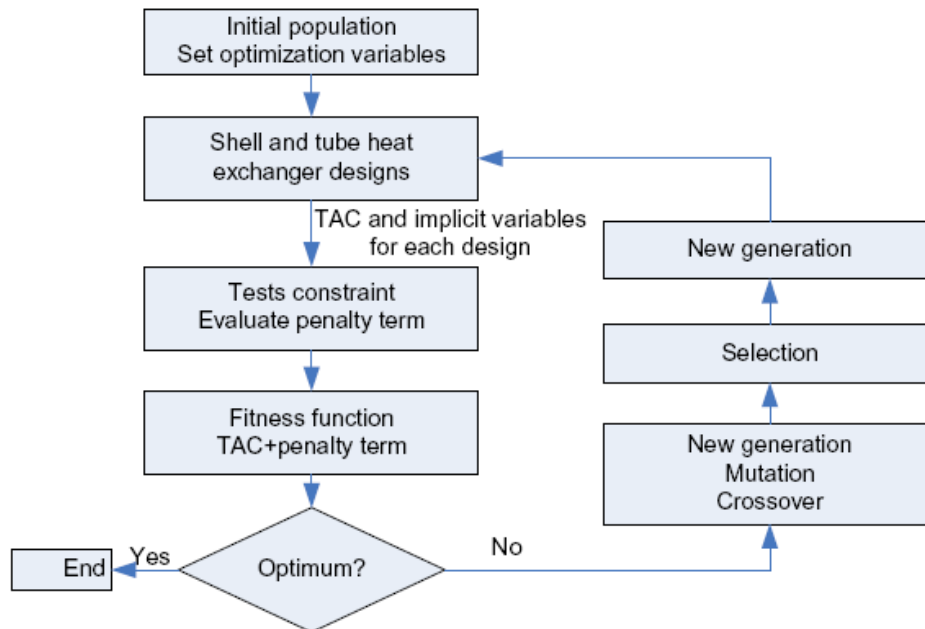 Initial population
Set optimization variables
Shell and tube heat
exchanger designs
TAC and implicit variables
for each design
Tests constraint
Evaluate penalty term
Fitness function
TAC+penalty term
Optimum?
Yes
End
No
New generation
Mutation
Crossover
Selection
New generation